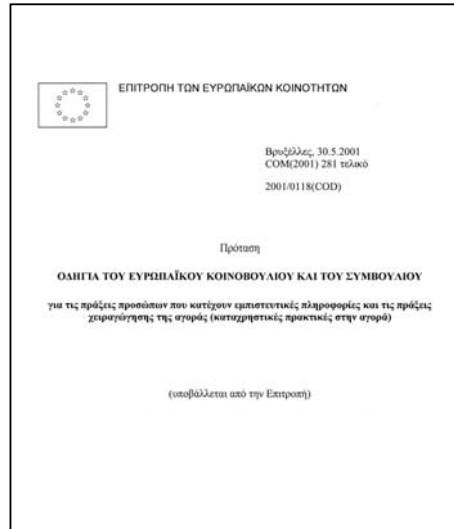 ΕΠΙΤΡΟΠΗ ΤΩΝ ΕΥΡΩΠΑΪΚΩΝ ΚΟΙΝΟΤΗΤΩΝ
Βρυξέλλες, 30.5.2001
COM(2001) 281 τελικό
2001/0118(COD)
Πρόταση
ΟΔΗΓΙΑ ΤΟΥ ΕΥΡΩΠΑΪΚΟΥ ΚΟΙΝΟΒΟΥΛΙΟΥ ΚΑΙ ΤΟΥ ΣΥΜΒΟΥΛΙΟΥ
για τις πράξεις προσώπων που κατέχουν εμπιστευτικές πληροφορίες και τις πράξεις
χειραγώγησης της αγοράς (καταχρηστικές πρακτικές στην αγορά)
(υποβάλλεται από την Επιτροπή)